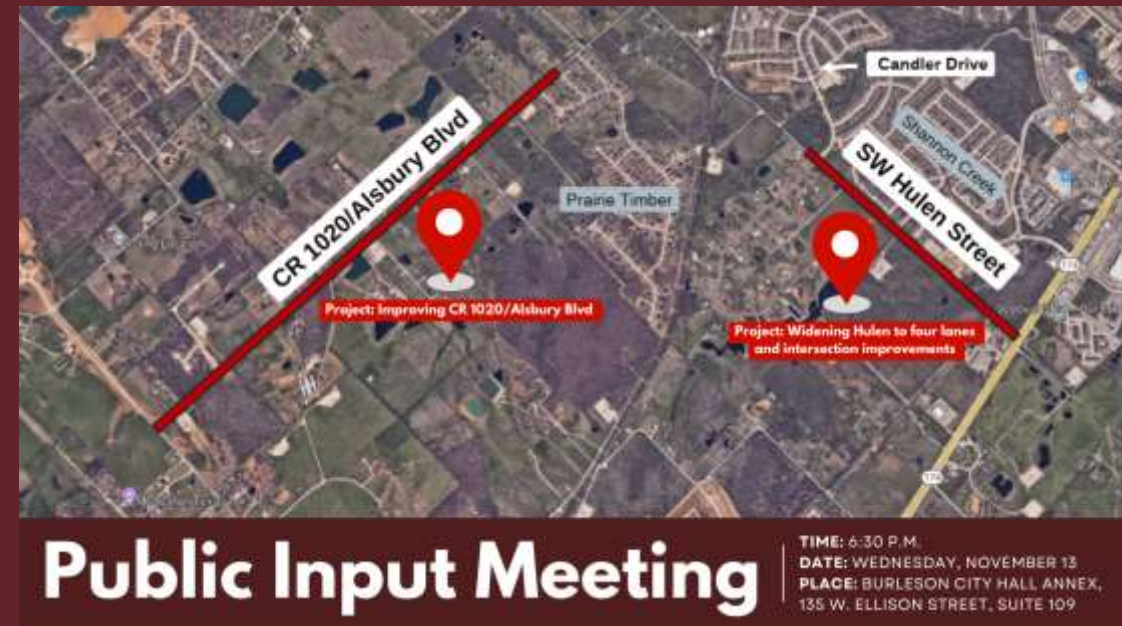 Candler Drive
Shannon Creek
CR 1020/Alsbury Blvd
SW Hulen Street
Prairie Timber
Project: Improving CR 1020/Alsbury Blvd
Project: Widening Hulen to four lanes
and intersection improvements
174
174
Public Input Meeting
TIME: 6:30 P.M.
DATE: WEDNESDAY, NOVEMBER 13
PLACE: BURLESON CITY HALL ANNEX,
135 W. ELLISON STREET, SUITE 109